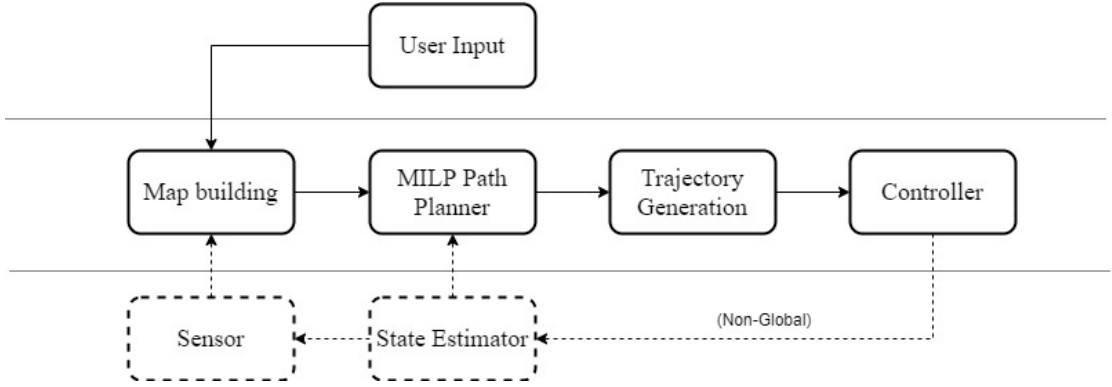 User Input
Map building
MILP Path
Planner
Trajectory
Generation
Controller
(Non-Global)
Sensor
State Estimator